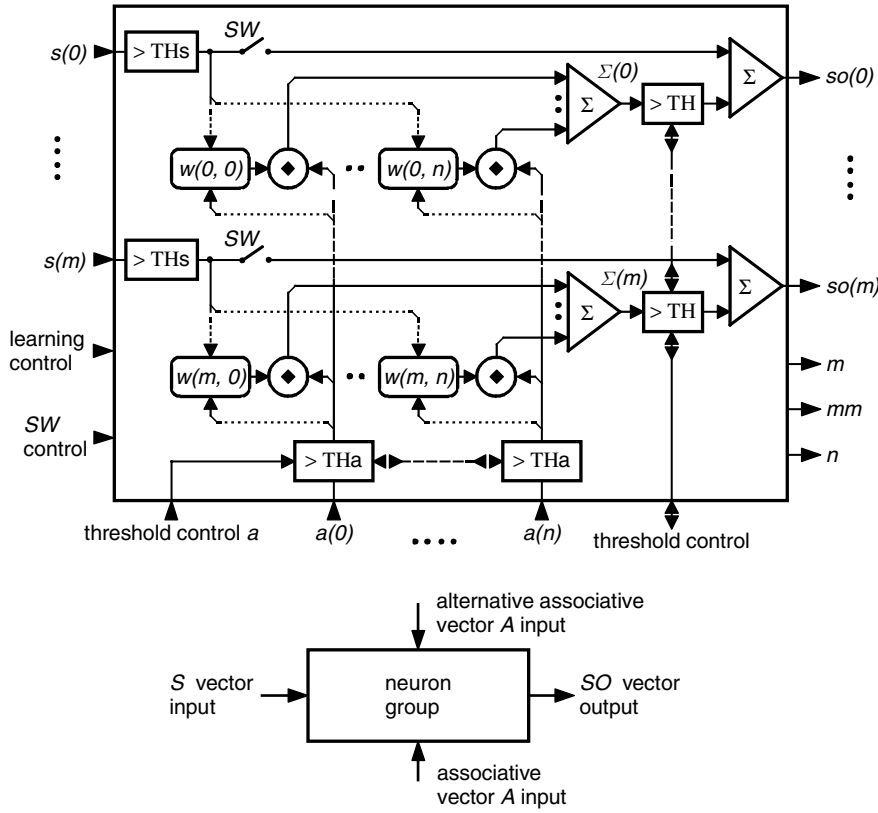 SW
s(0) > THs Σ(0) Σ so(0)
Σ > TH
w(0, 0) w(0, n)
SW
s(m) > THs Σ(m) Σ so(m)
Σ > TH
learning
control
w(m, 0) w(m, n)
m
mm
n
SW
control
> THa > THa
threshold control a a(0) a(n) threshold control
alternative associative
vector A input
S vector
input
neuron
group
SO vector
output
associative
vector A input